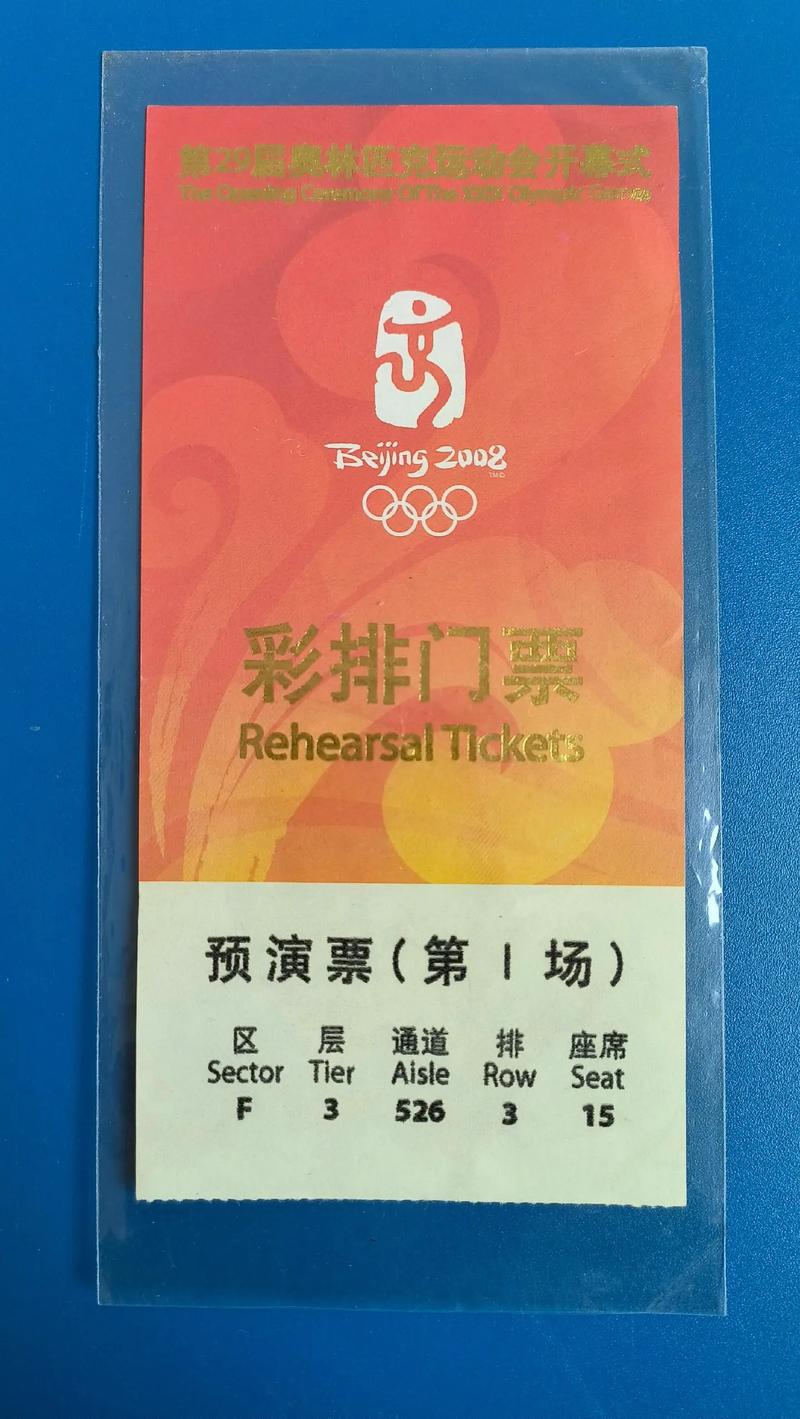 第29届奥林匹克运动会开幕式
The Opening Ceremony Of The XXIX Olympic Games
Beijing 2008
TM©
彩排门票
Rehearsal Tickets
预演票(第 1 场)
区 层 通道 排 座席
Sector Tier Aisle Row Seat
F 3 526 3 15